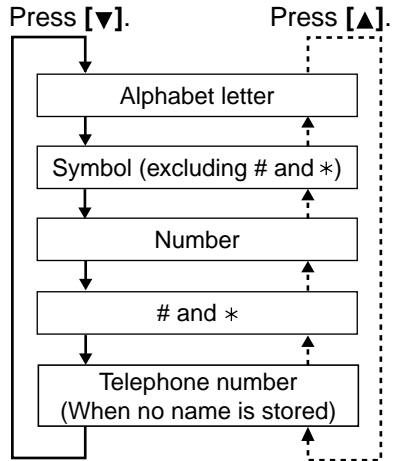 Press [▼].
Press [▲].
Alphabet letter
Symbol (excluding # and ∗)
Number
# and ∗
Telephone number
(When no name is stored)